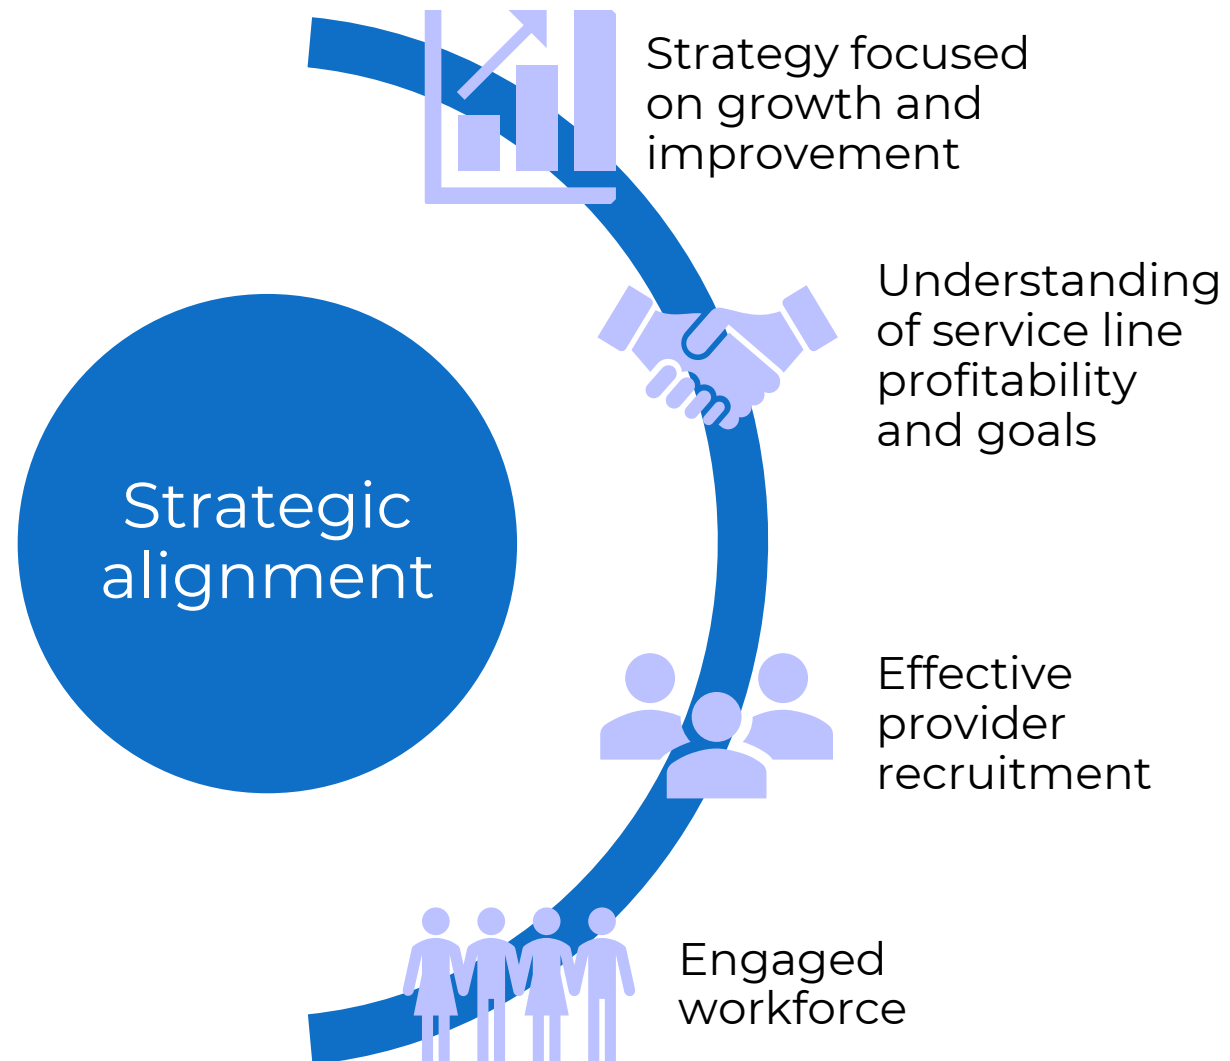 Strategy focused
on growth and
improvement
Understanding
of service line
profitability
and goals
Strategic
alignment
Effective
provider
recruitment
Engaged
workforce